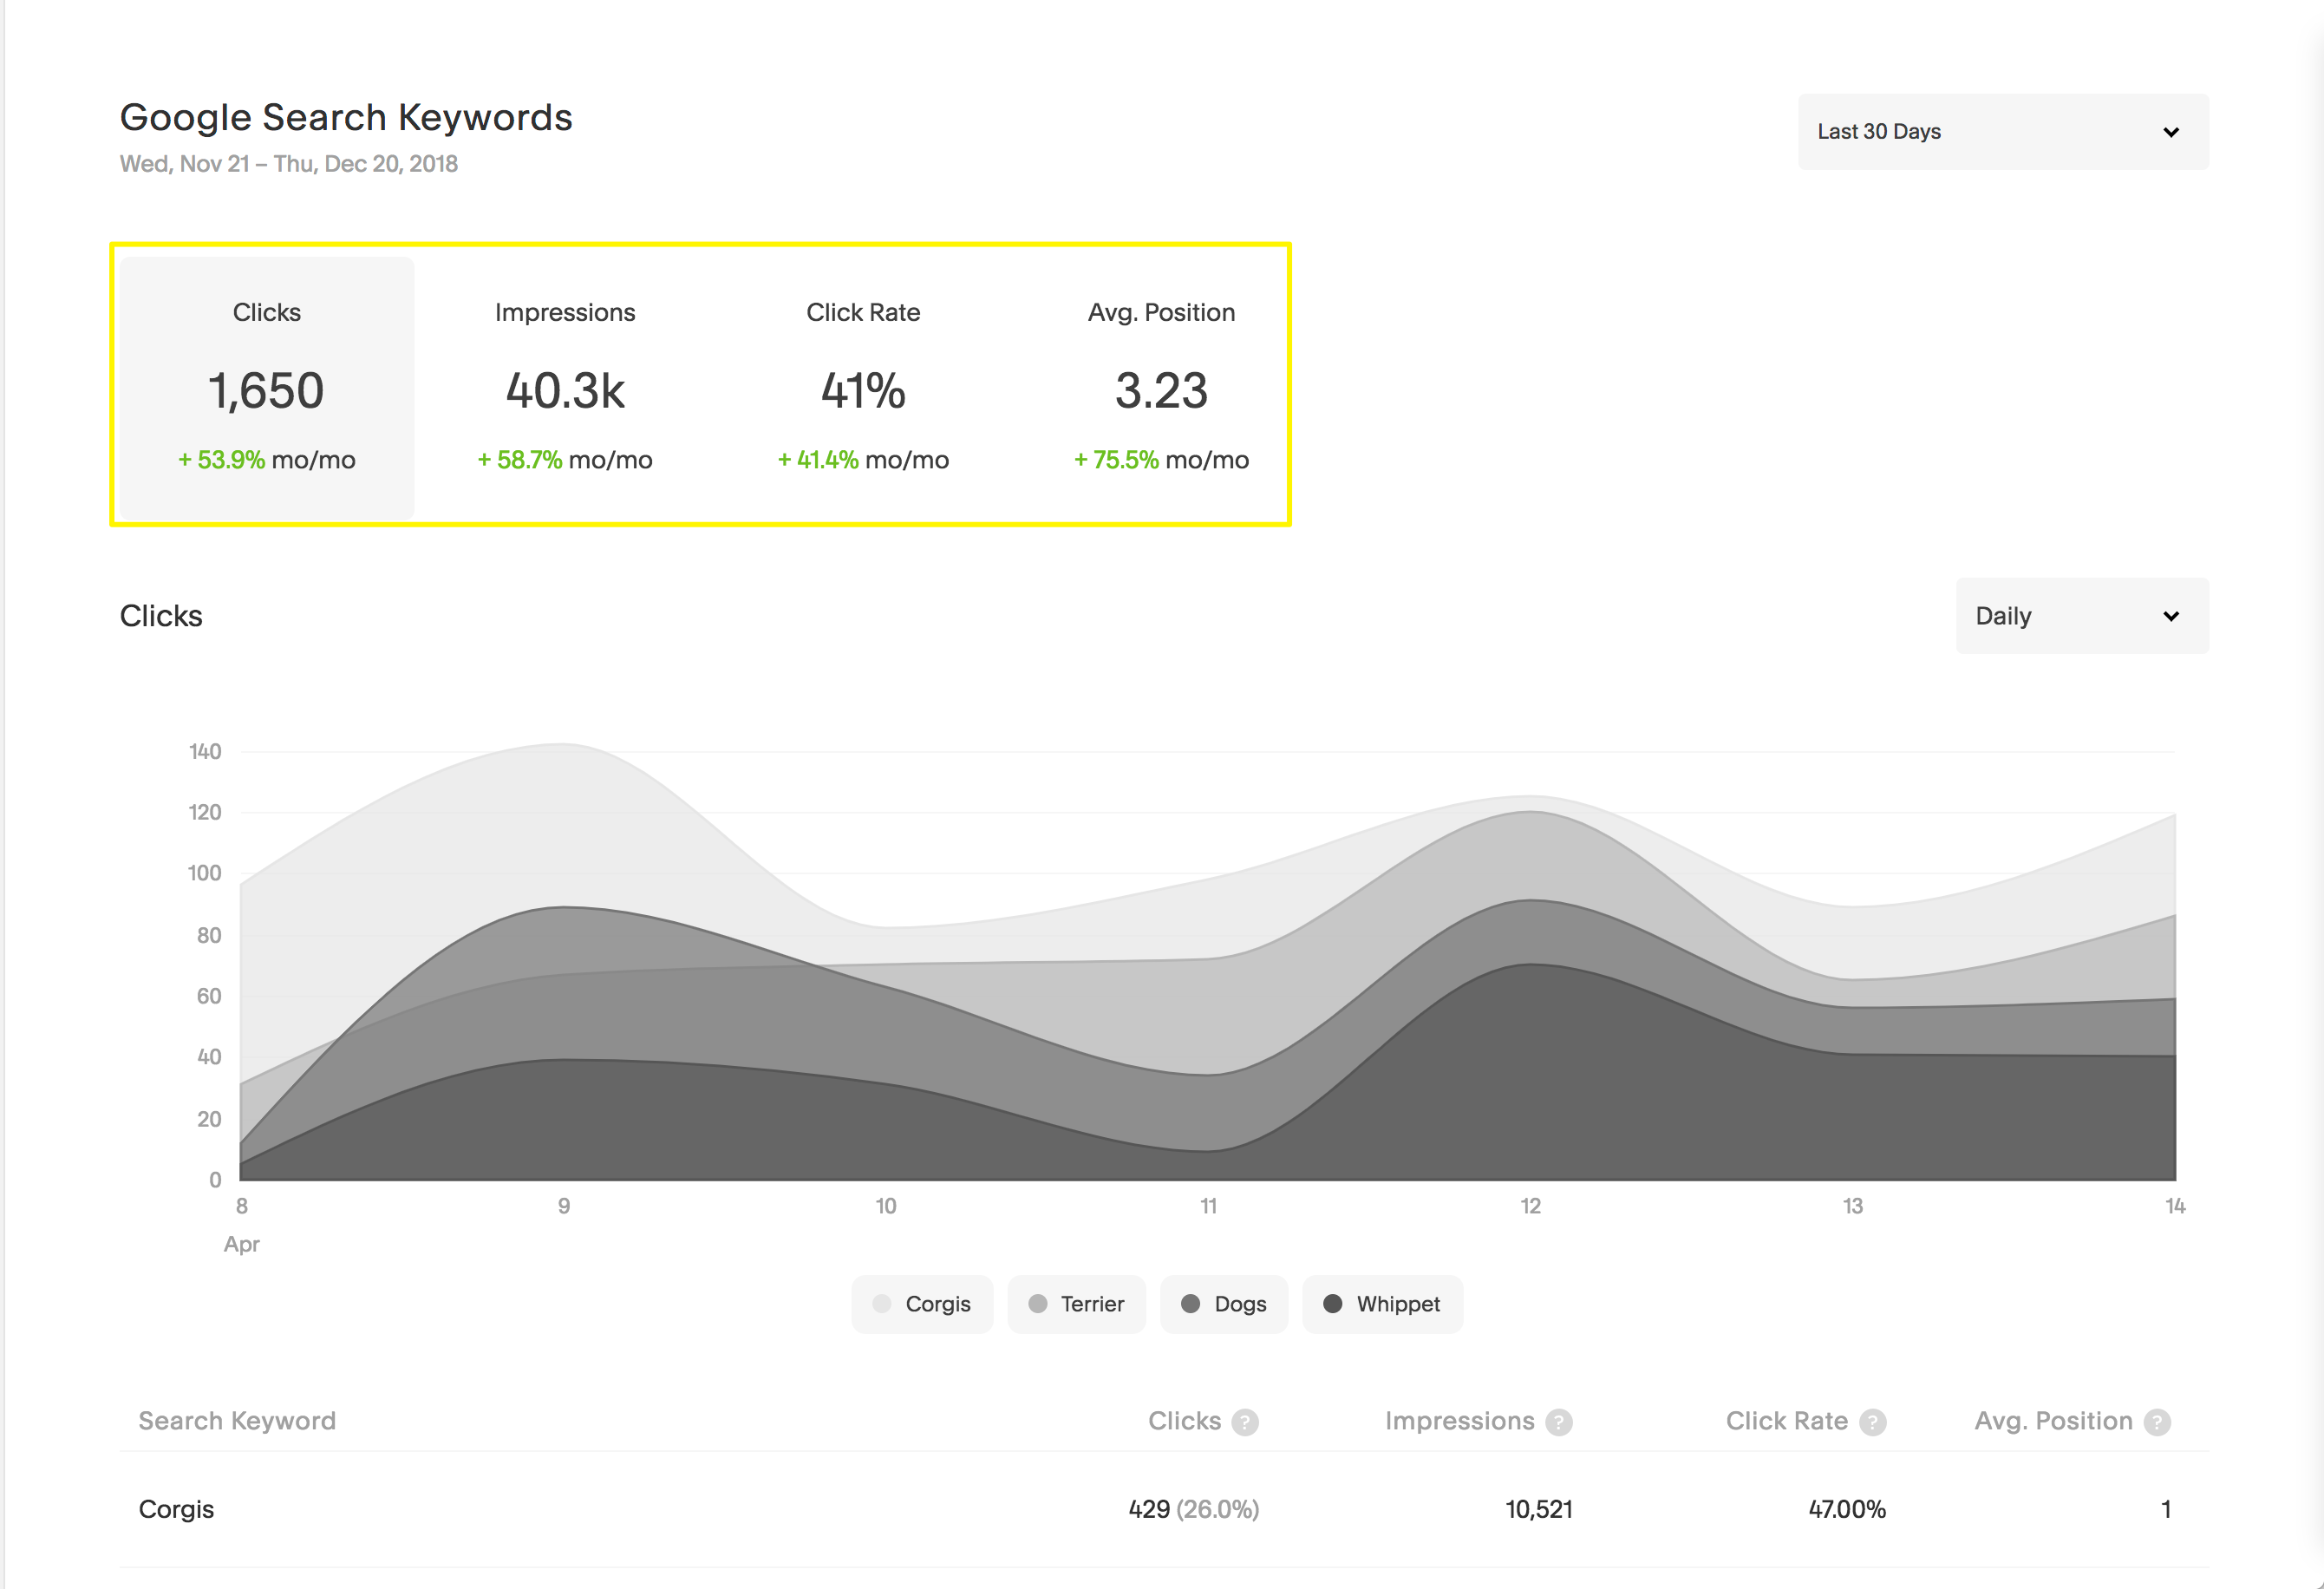 Google Search Keywords
Wed, Nov 21 – Thu, Dec 20, 2018
Last 30 Days
Clicks
1,650
+ 53.9% mo/mo
Impressions
40.3k
+ 58.7% mo/mo
Click Rate
41%
+ 41.4% mo/mo
Avg. Position
3.23
+ 75.5% mo/mo
Clicks
Daily
140
120
100
80
60
40
20
0
8 9 10 11 12 13 14
Apr
Corgis Terrier Dogs Whippet
Search Keyword Clicks ? Impressions ? Click Rate ? Avg. Position ?
Corgis 429 (26.0%) 10,521 47.00% 1